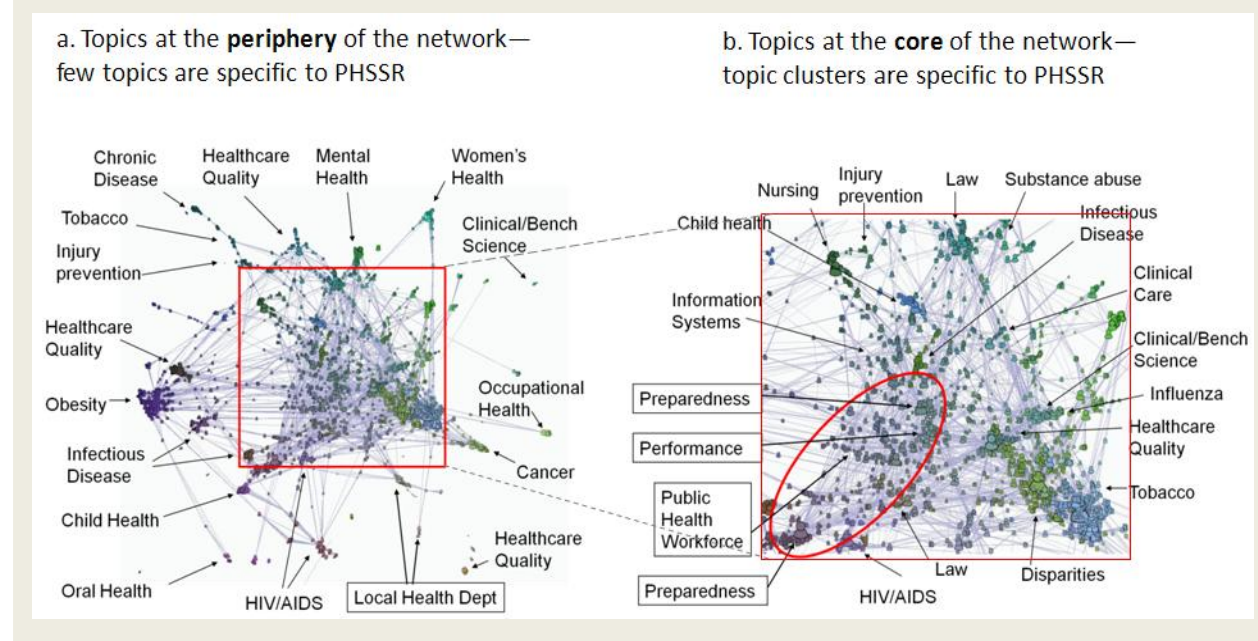 a. Topics at the periphery of the network—
few topics are specific to PHSSR
b. Topics at the core of the network—
topic clusters are specific to PHSSR
Chronic
Disease
Healthcare
Quality
Mental
Health
Women's
Health
Tobacco
Clinical/Bench
Science
Injury
prevention
Healthcare
Quality
Obesity
Occupational
Health
Infectious
Disease
Cancer
Child Health
Healthcare
Quality
Oral Health
HIV/AIDS
Local Health Dept
Nursing
Injury
prevention
Law
Substance abuse
Child health
Infectious
Disease
Information
Systems
Clinical
Care
Clinical/Bench
Science
Preparedness
Influenza
Performance
Healthcare
Quality
Public
Health
Workforce
Tobacco
Preparedness
Law
Disparities
HIV/AIDS